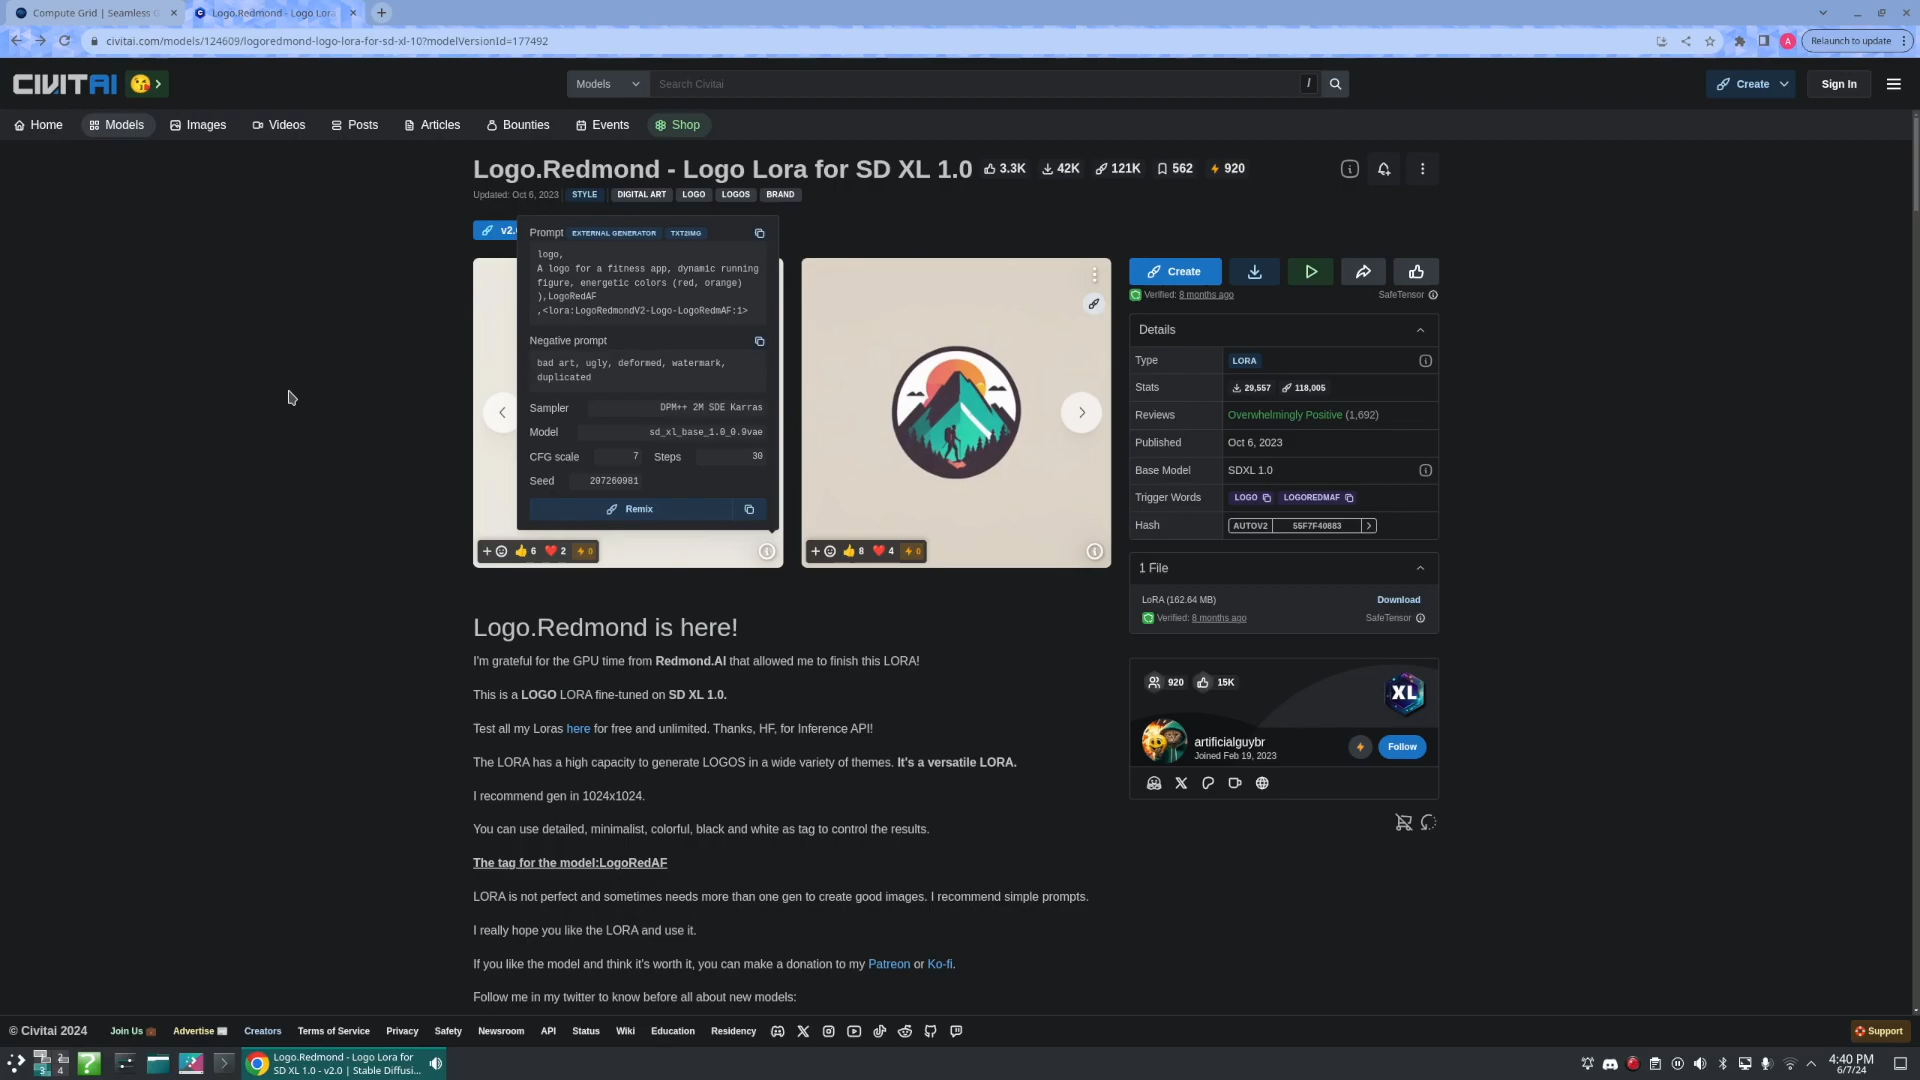 Compute Grid | Seamless G
Logo.Redmond - Logo Lora
civitai.com/models/124609/logoredmond-logo-lora-for-sd-xl-10?modelVersionId=177492
A
Relaunch to update
CIVITAI
Models
Search Civitai
/
Create
Sign In
Home
Models
Images
Videos
Posts
Articles
Bounties
Events
Shop
Logo.Redmond - Logo Lora for SD XL 1.0
3.3K
42K
121K
562
920
Updated: Oct 6, 2023
STYLE
DIGITAL ART
LOGO
LOGOS
BRAND
Prompt
EXTERNAL GENERATOR
TXT2IMG
logo,
A logo for a fitness app, dynamic running
figure, energetic colors (red, orange)
),LogoRedAF
,<lora:LogoRedmondV2-Logo-LogoRedmAF:1>
Negative prompt
bad art, ugly, deformed, watermark,
duplicated
Sampler
DPM++ 2M SDE Karras
Model
sd_xl_base_1.0_0.9vae
CFG scale
7
Steps
30
Seed
207260981
Remix
6
2
0
8
4
0
Create
Verified: 8 months ago
SafeTensor
Details
Type
LORA
Stats
29,557
118,005
Reviews
Overwhelmingly Positive (1,692)
Published
Oct 6, 2023
Base Model
SDXL 1.0
Trigger Words
LOGO
LOGOREDMAF
Hash
AUTOV2
55F7F40883
1 File
LoRA (162.64 MB)
Download
Verified: 8 months ago
SafeTensor
920
15K
XL
artificialguybr
Joined Feb 19, 2023
Follow
Logo.Redmond is here!
I'm grateful for the GPU time from Redmond.AI that allowed me to finish this LORA!
This is a LOGO LORA fine-tuned on SD XL 1.0.
Test all my Loras here for free and unlimited. Thanks, HF, for Inference API!
The LORA has a high capacity to generate LOGOS in a wide variety of themes. It's a versatile LORA.
I recommend gen in 1024x1024.
You can use detailed, minimalist, colorful, black and white as tag to control the results.
The tag for the model:LogoRedAF
LORA is not perfect and sometimes needs more than one gen to create good images. I recommend simple prompts.
I really hope you like the LORA and use it.
If you like the model and think it's worth it, you can make a donation to my Patreon or Ko-fi.
Follow me in my twitter to know before all about new models:
© Civitai 2024
Join Us
Advertise
Creators
Terms of Service
Privacy
Safety
Newsroom
API
Status
Wiki
Education
Residency
Support
Logo.Redmond - Logo Lora for
SD XL 1.0 - v2.0 | Stable Diffusi...
4:40 PM
6/7/24